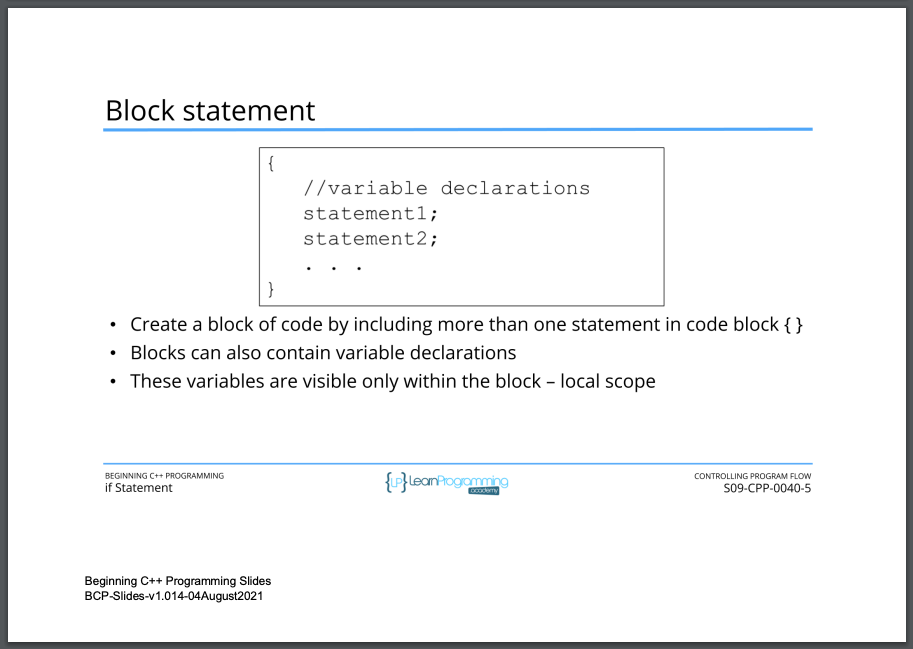 Block statement
{
//variable declarations
statement1;
statement2;
. . .
}
• Create a block of code by including more than one statement in code block { }
• Blocks can also contain variable declarations
• These variables are visible only within the block – local scope
BEGINNING C++ PROGRAMMING
if Statement
{LP} LearnProgramming
academy
CONTROLLING PROGRAM FLOW
S09-CPP-0040-5
Beginning C++ Programming Slides
BCP-Slides-v1.014-04August2021